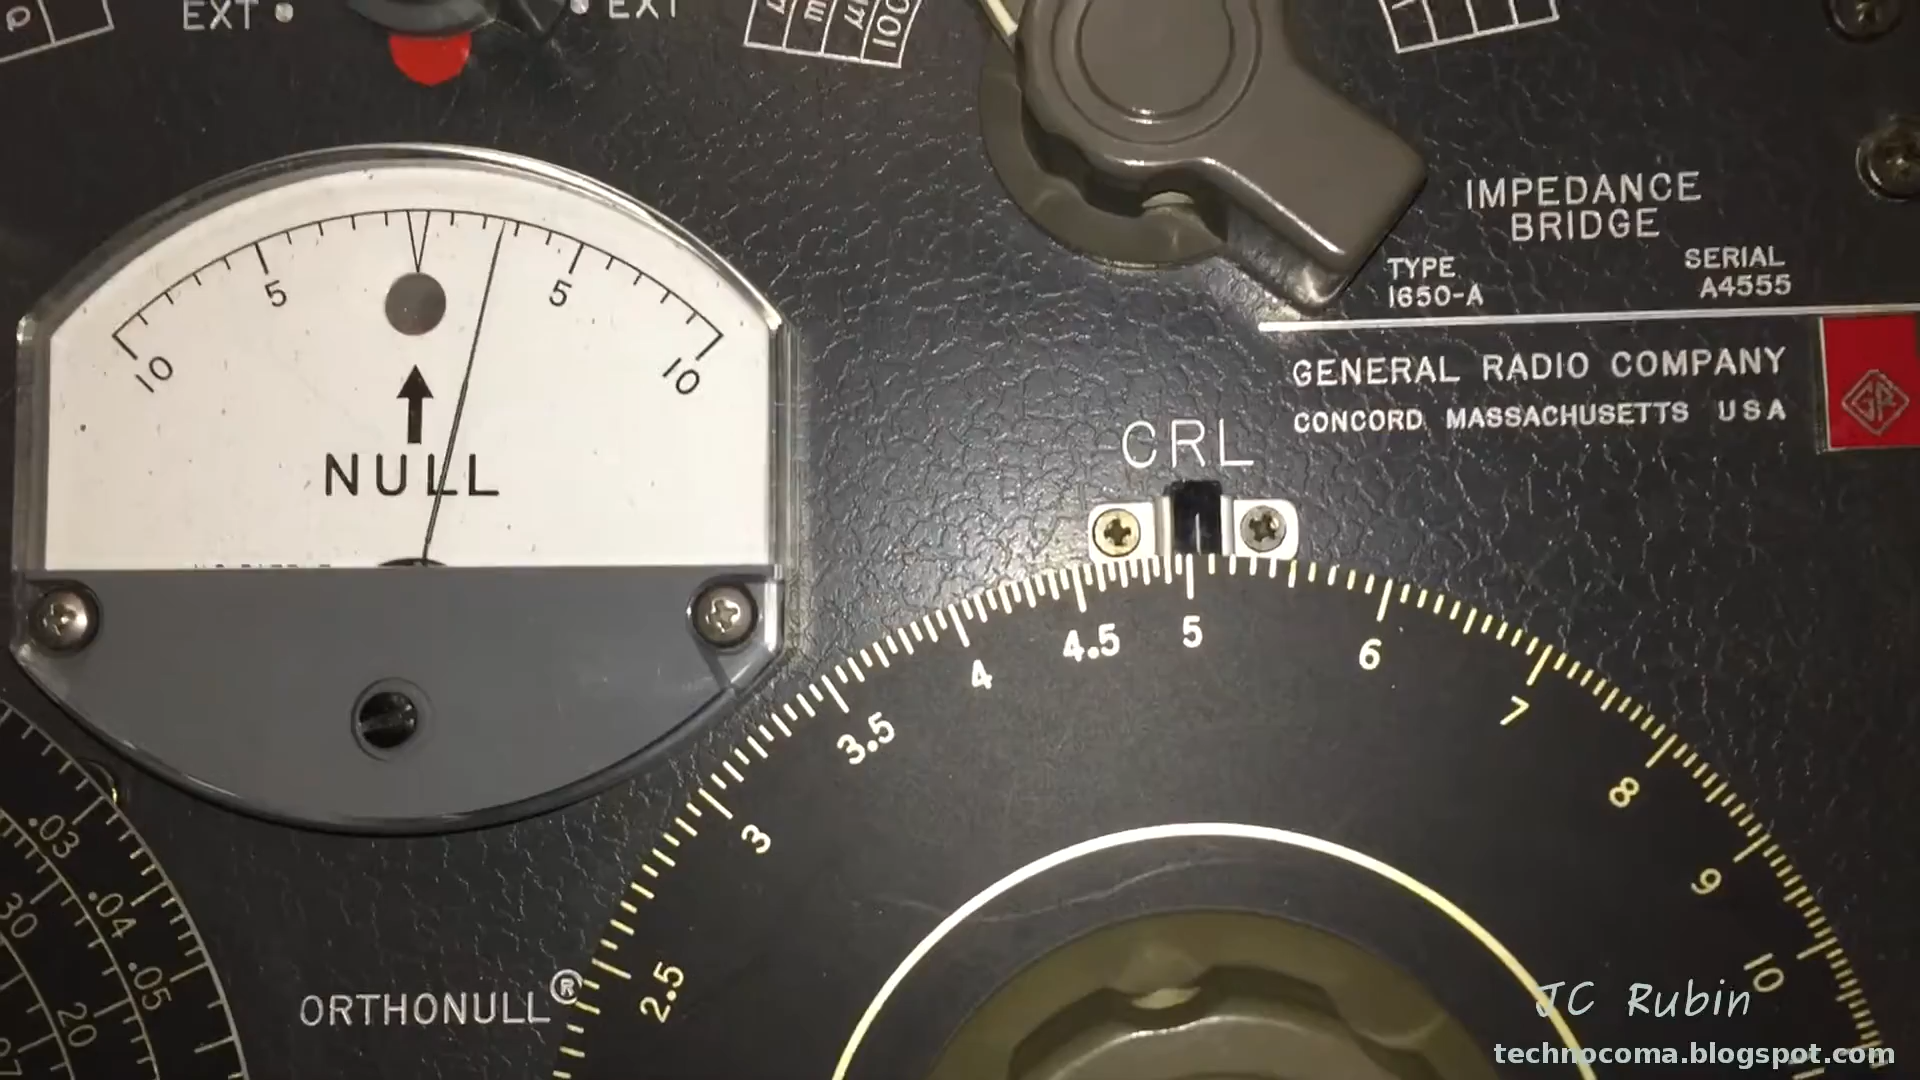 EXT
EXT
100
5
5
10
10
NULL
IMPEDANCE
BRIDGE
TYPE
1650-A
SERIAL
A4555
GENERAL RADIO COMPANY
CONCORD MASSACHUSETTS USA
GR
CRL
2.5
3
3.5
4
4.5
5
6
7
8
9
10
.03
.04
.05
30
20
ORTHONULL®
JC Rubin
technocoma.blogspot.com